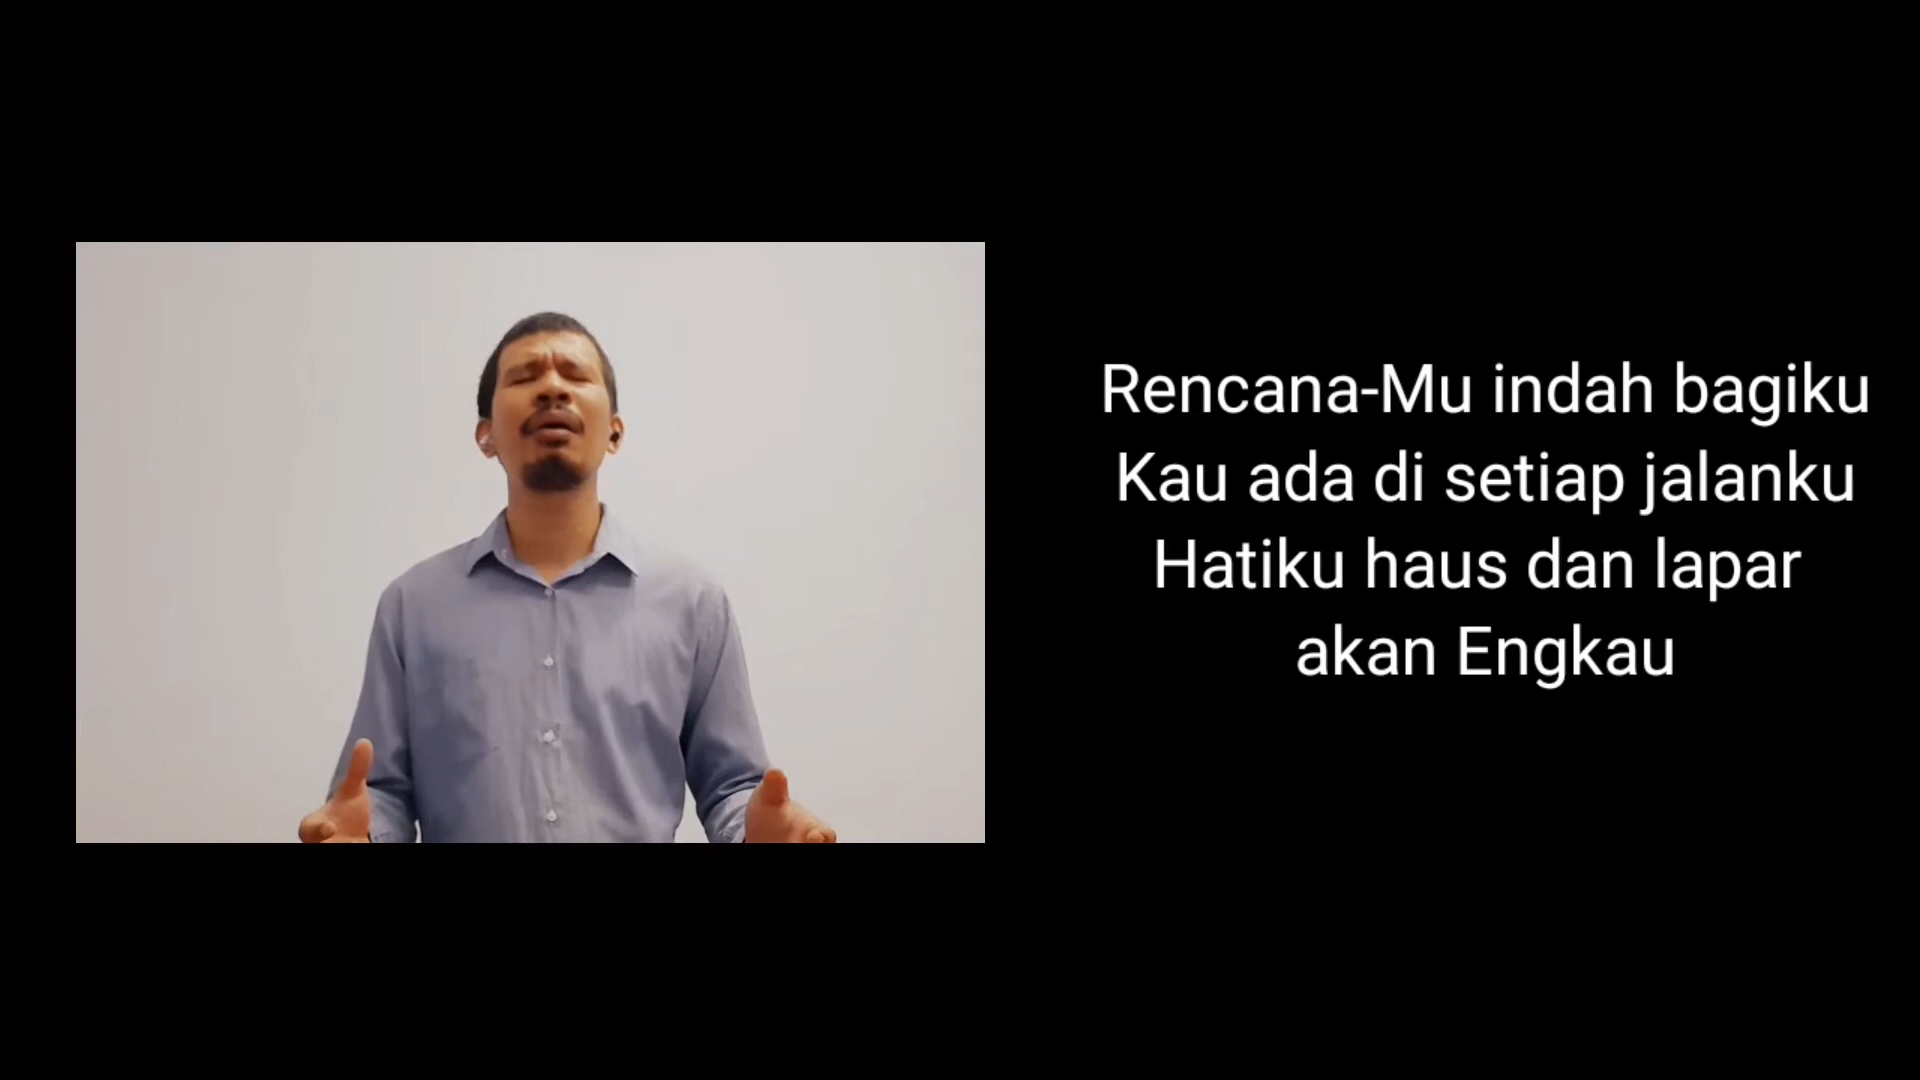 Rencana-Mu indah bagiku
Kau ada di setiap jalanku
Hatiku haus dan lapar
akan Engkau